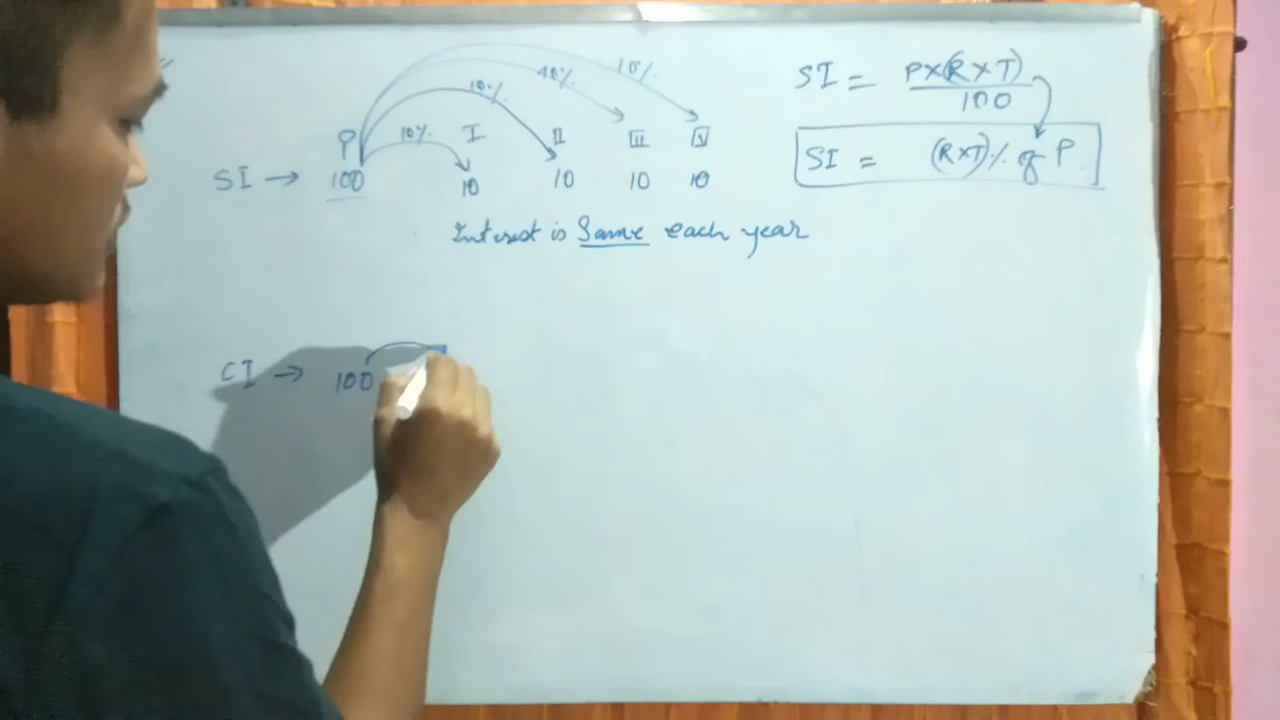 10% 10% 10% 10%
P I II III IV
SI → 100 10 10 10 10
Interest is Same each year
SI = P×(R×T)
100
SI = (R×T)% of P
CI → 100